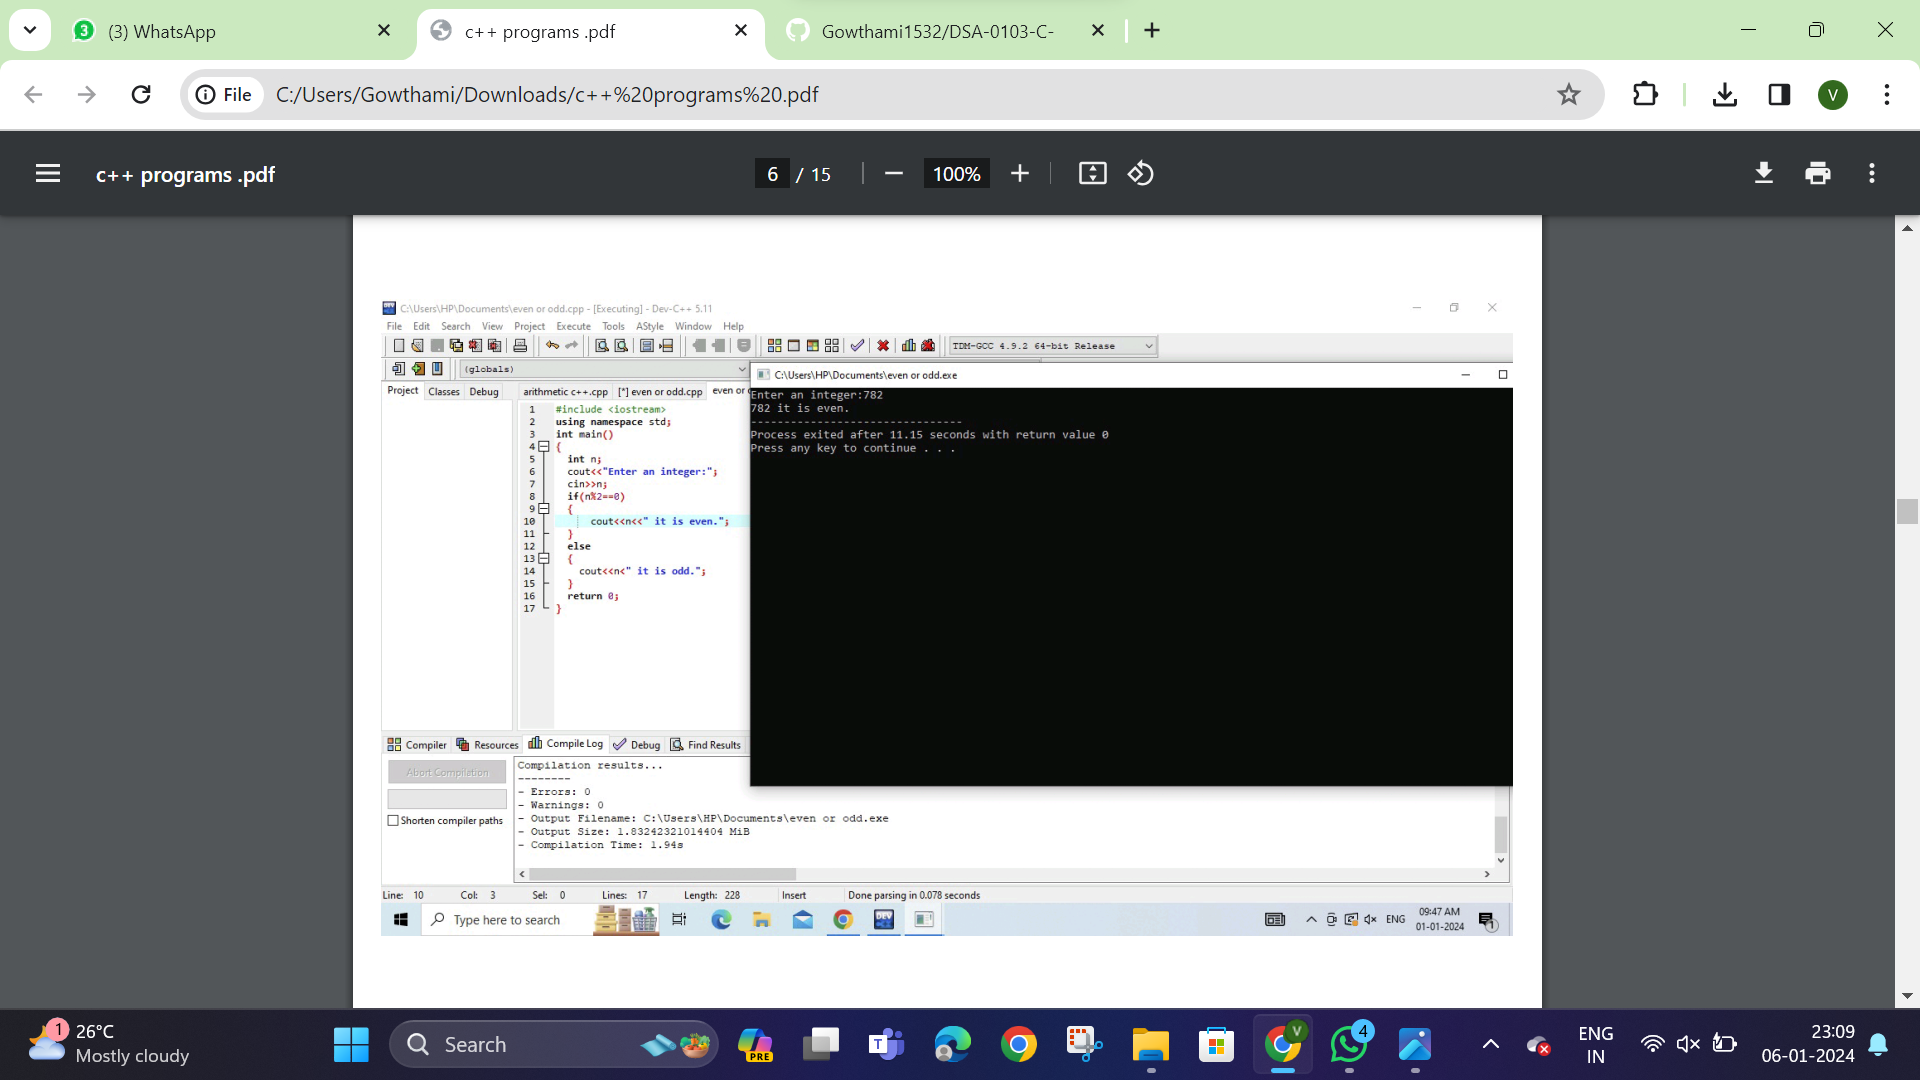 (3) WhatsApp
c++ programs .pdf
Gowthami1532/DSA-0103-C-
File
C:/Users/Gowthami/Downloads/c++%20programs%20.pdf
V
c++ programs .pdf
6 / 15
100%
C:\Users\HP\Documents\even or odd.cpp - [Executing] - Dev-C++ 5.11
File Edit Search View Project Execute Tools AStyle Window Help
TDM-GCC 4.9.2 64-bit Release
(globals)
Project Classes Debug
arithmetic c++.cpp [*] even or odd.cpp even or
1 #include <iostream>
2 using namespace std;
3 int main()
4 {
5 int n;
6 cout<<"Enter an integer:";
7 cin>>n;
8 if(n%2==0)
9 {
10 cout<<n<<" it is even.";
11 }
12 else
13 {
14 cout<<n<" it is odd.";
15 }
16 return 0;
17 }
C:\Users\HP\Documents\even or odd.exe
Enter an integer:782
782 it is even.
--------------------------------
Process exited after 11.15 seconds with return value 0
Press any key to continue . . .
Compiler Resources Compile Log Debug Find Results
Abort Compilation
Shorten compiler paths
Compilation results...
--------
- Errors: 0
- Warnings: 0
- Output Filename: C:\Users\HP\Documents\even or odd.exe
- Output Size: 1.83242321014404 MiB
- Compilation Time: 1.94s
Line: 10 Col: 3 Sel: 0 Lines: 17 Length: 228 Insert Done parsing in 0.078 seconds
Type here to search
DEV
ENG
09:47 AM
01-01-2024
1
1
26°C
Mostly cloudy
Search
PRE
V
4
ENG
IN
23:09
06-01-2024